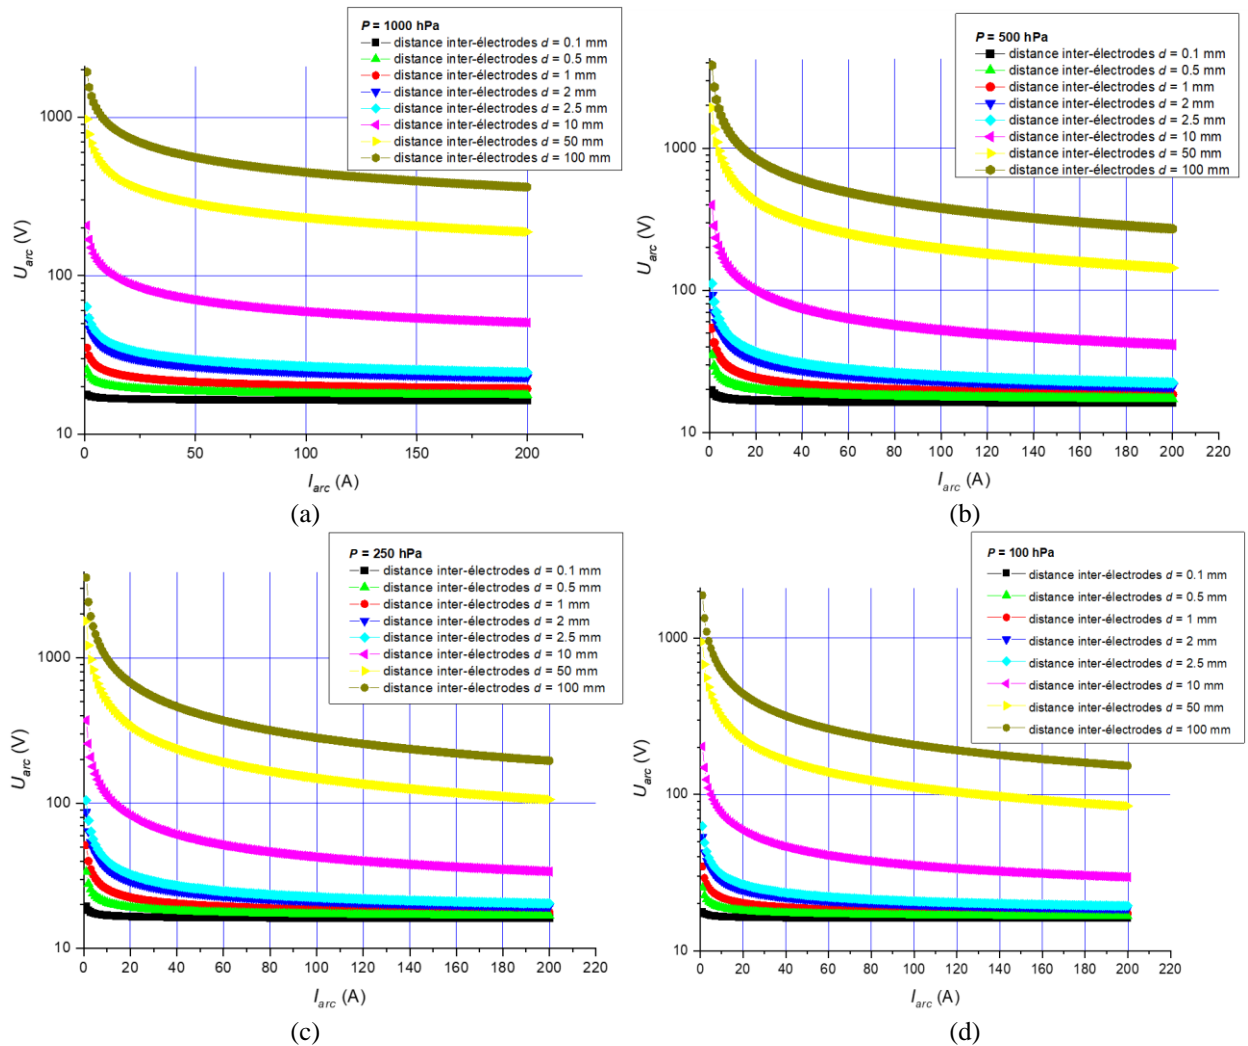 P = 1000 hPa
distance inter-électrodes d = 0.1 mm
distance inter-électrodes d = 0.5 mm
distance inter-électrodes d = 1 mm
distance inter-électrodes d = 2 mm
distance inter-électrodes d = 2.5 mm
distance inter-électrodes d = 10 mm
distance inter-électrodes d = 50 mm
distance inter-électrodes d = 100 mm
1000
100
10
U_arc (V)
0 50 100 150 200
I_arc (A)
(a)
P = 500 hPa
distance inter-électrodes d = 0.1 mm
distance inter-électrodes d = 0.5 mm
distance inter-électrodes d = 1 mm
distance inter-électrodes d = 2 mm
distance inter-électrodes d = 2.5 mm
distance inter-électrodes d = 10 mm
distance inter-électrodes d = 50 mm
distance inter-électrodes d = 100 mm
1000
100
10
U_arc (V)
0 20 40 60 80 100 120 140 160 180 200 220
I_arc (A)
(b)
P = 250 hPa
distance inter-électrodes d = 0.1 mm
distance inter-électrodes d = 0.5 mm
distance inter-électrodes d = 1 mm
distance inter-électrodes d = 2 mm
distance inter-électrodes d = 2.5 mm
distance inter-électrodes d = 10 mm
distance inter-électrodes d = 50 mm
distance inter-électrodes d = 100 mm
1000
100
10
U_arc (V)
0 20 40 60 80 100 120 140 160 180 200 220
I_arc (A)
(c)
P = 100 hPa
distance inter-électrodes d = 0.1 mm
distance inter-électrodes d = 0.5 mm
distance inter-électrodes d = 1 mm
distance inter-électrodes d = 2 mm
distance inter-électrodes d = 2.5 mm
distance inter-électrodes d = 10 mm
distance inter-électrodes d = 50 mm
distance inter-électrodes d = 100 mm
1000
100
10
U_arc (V)
0 20 40 60 80 100 120 140 160 180 200 220
I_arc (A)
(d)